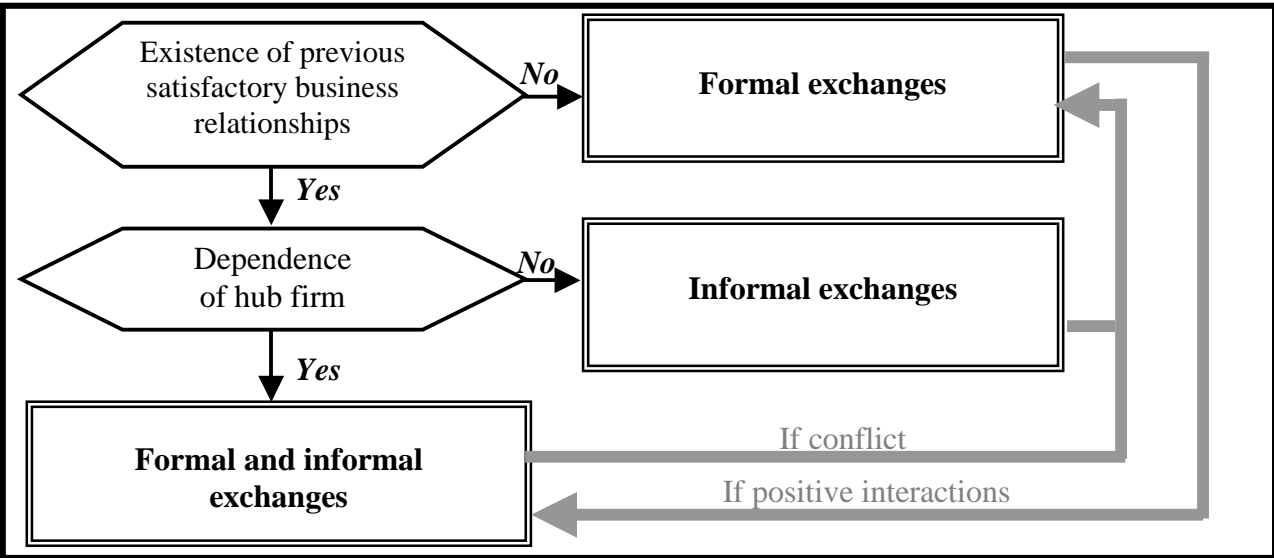 Existence of previous
satisfactory business
relationships
No
Formal exchanges
Yes
Dependence
of hub firm
No
Informal exchanges
Yes
Formal and informal
exchanges
If conflict
If positive interactions